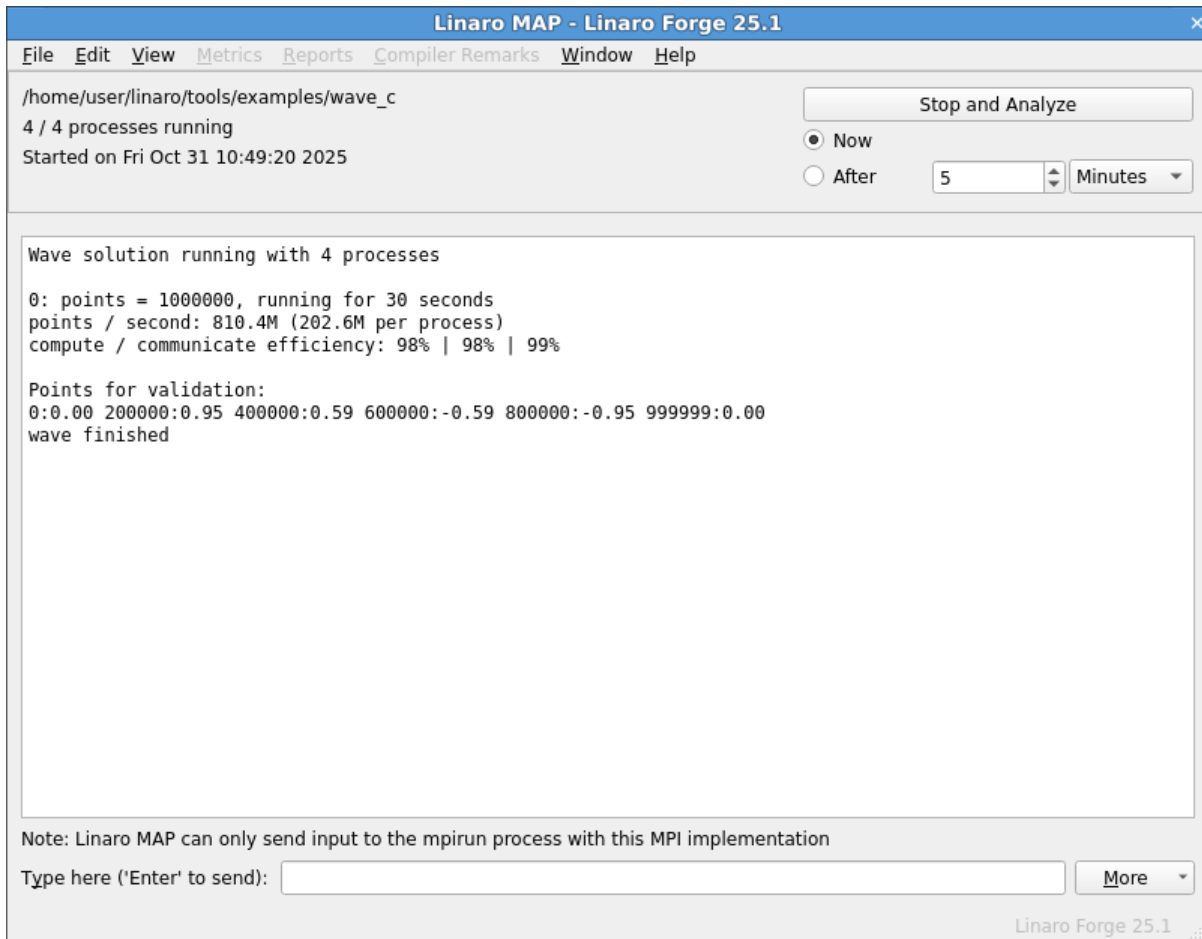 Linaro MAP - Linaro Forge 25.1
File Edit View Metrics Reports Compiler Remarks Window Help
/home/user/linaro/tools/examples/wave_c
4 / 4 processes running
Started on Fri Oct 31 10:49:20 2025
Stop and Analyze
Now
After 5 Minutes
Wave solution running with 4 processes
0: points = 1000000, running for 30 seconds
points / second: 810.4M (202.6M per process)
compute / communicate efficiency: 98% | 98% | 99%
Points for validation:
0:0.00 200000:0.95 400000:0.59 600000:-0.59 800000:-0.95 999999:0.00
wave finished
Note: Linaro MAP can only send input to the mpirun process with this MPI implementation
Type here ('Enter' to send): More
Linaro Forge 25.1